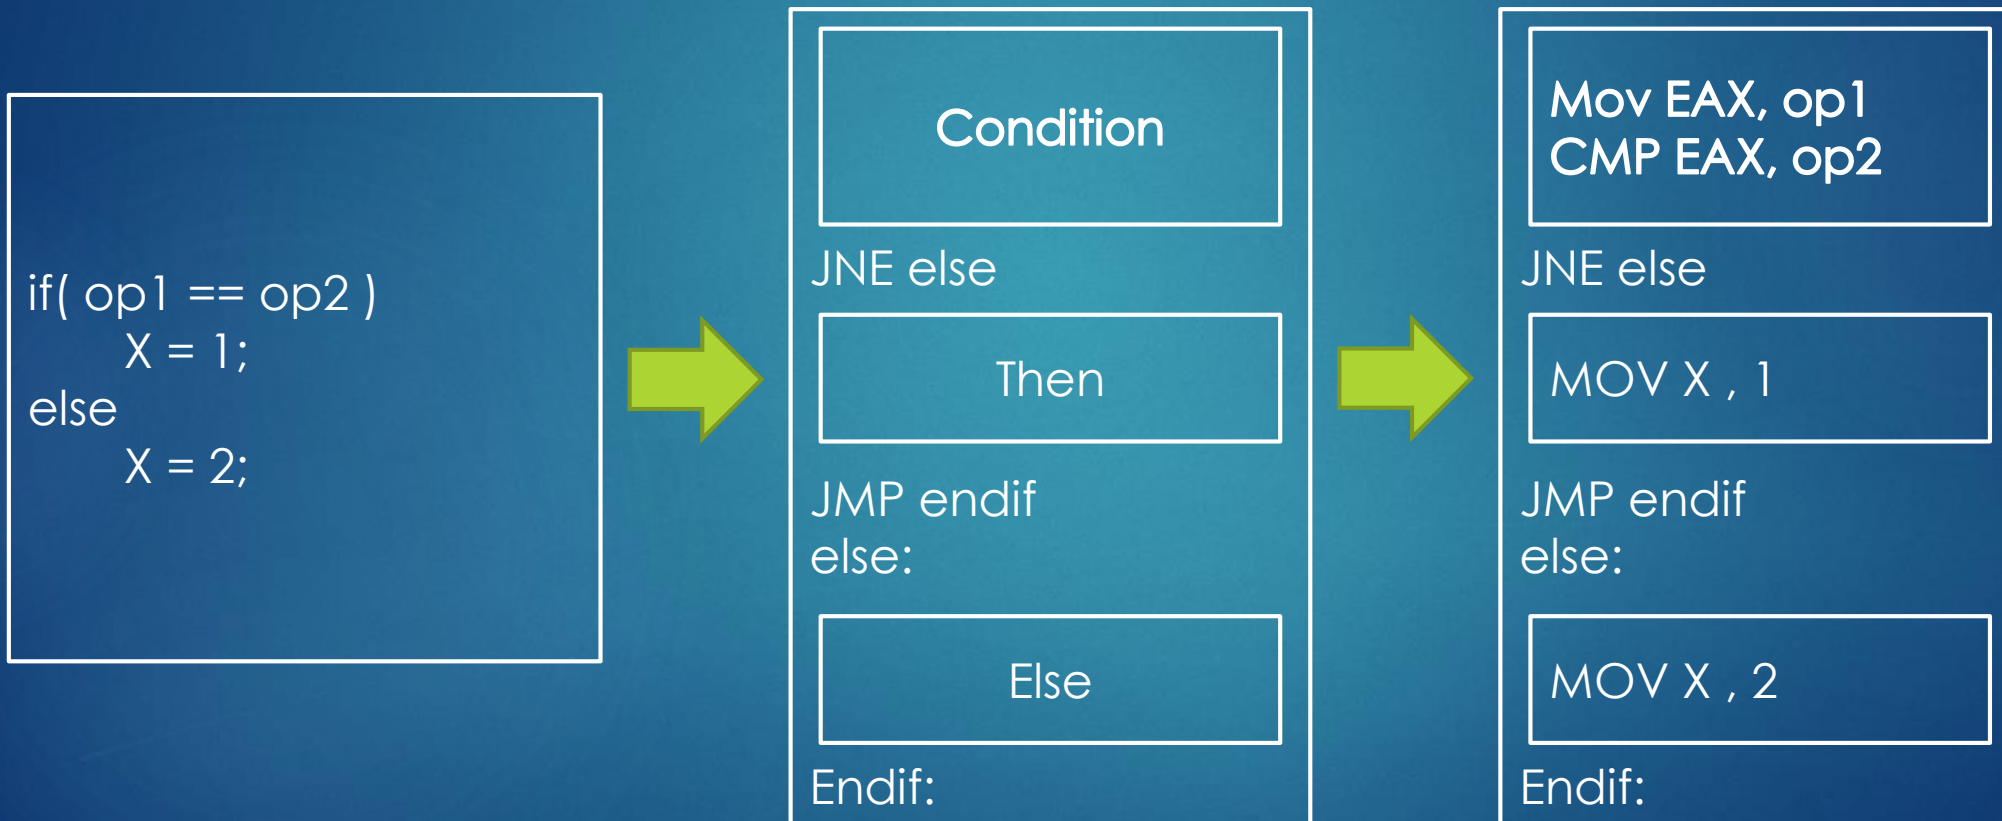 if( op1 == op2 )
X = 1;
else
X = 2;
Condition
JNE else
Then
JMP endif
else:
Else
Endif:
Mov EAX, op1
CMP EAX, op2
JNE else
MOV X , 1
JMP endif
else:
MOV X , 2
Endif: